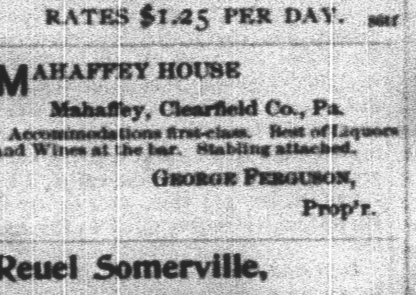 RATES $1.25 PER DAY.
MAHAFFEY HOUSE
Mahaffey, Clearfield Co., Pa.
Accommodations first-class. Best of Liquors
and Wines at the bar. Stabling attached.
GEORGE FERGUSON,
Prop'r.
Reuel Somerville,